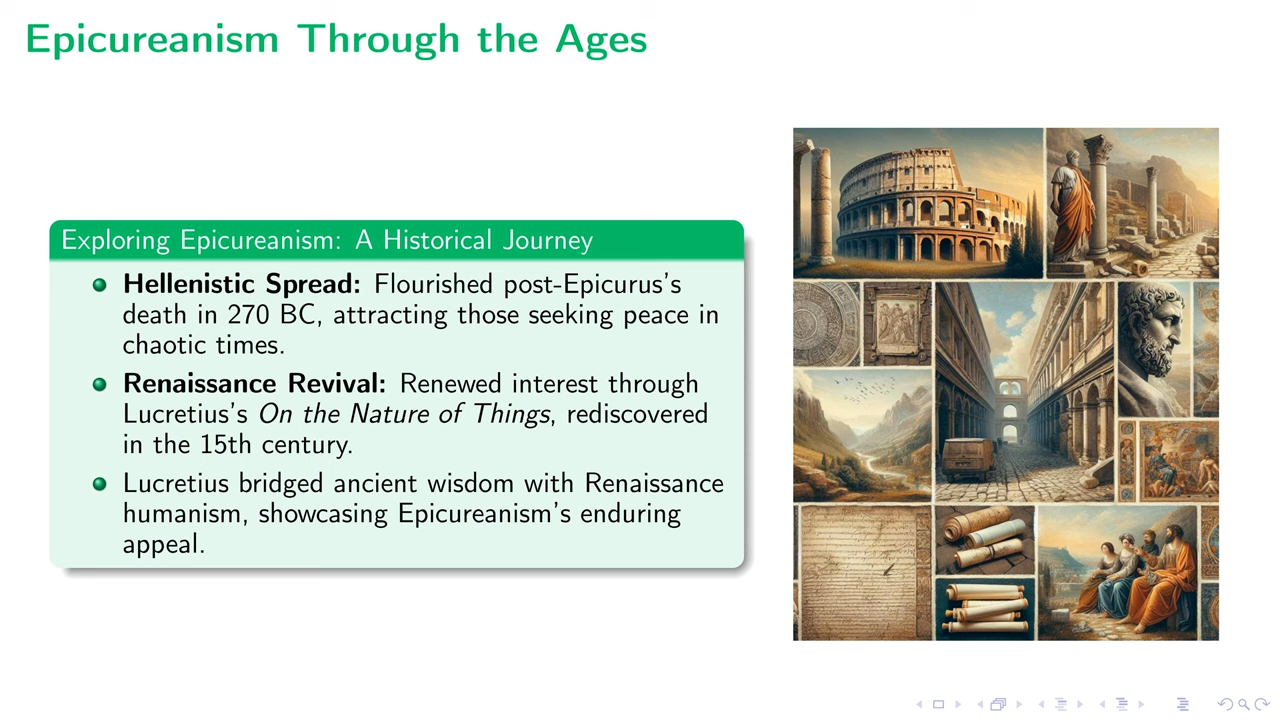 Epicureanism Through the Ages
Exploring Epicureanism: A Historical Journey
Hellenistic Spread: Flourished post-Epicurus's
death in 270 BC, attracting those seeking peace in
chaotic times.
Renaissance Revival: Renewed interest through
Lucretius's On the Nature of Things, rediscovered
in the 15th century.
Lucretius bridged ancient wisdom with Renaissance
humanism, showcasing Epicureanism's enduring
appeal.